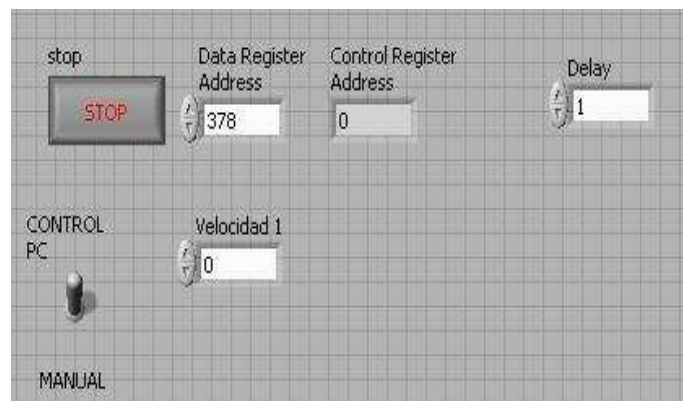 stop
Data Register
Address
Control Register
Address
Delay
STOP
378
0
1
CONTROL
PC
Velocidad 1
0
MANUAL